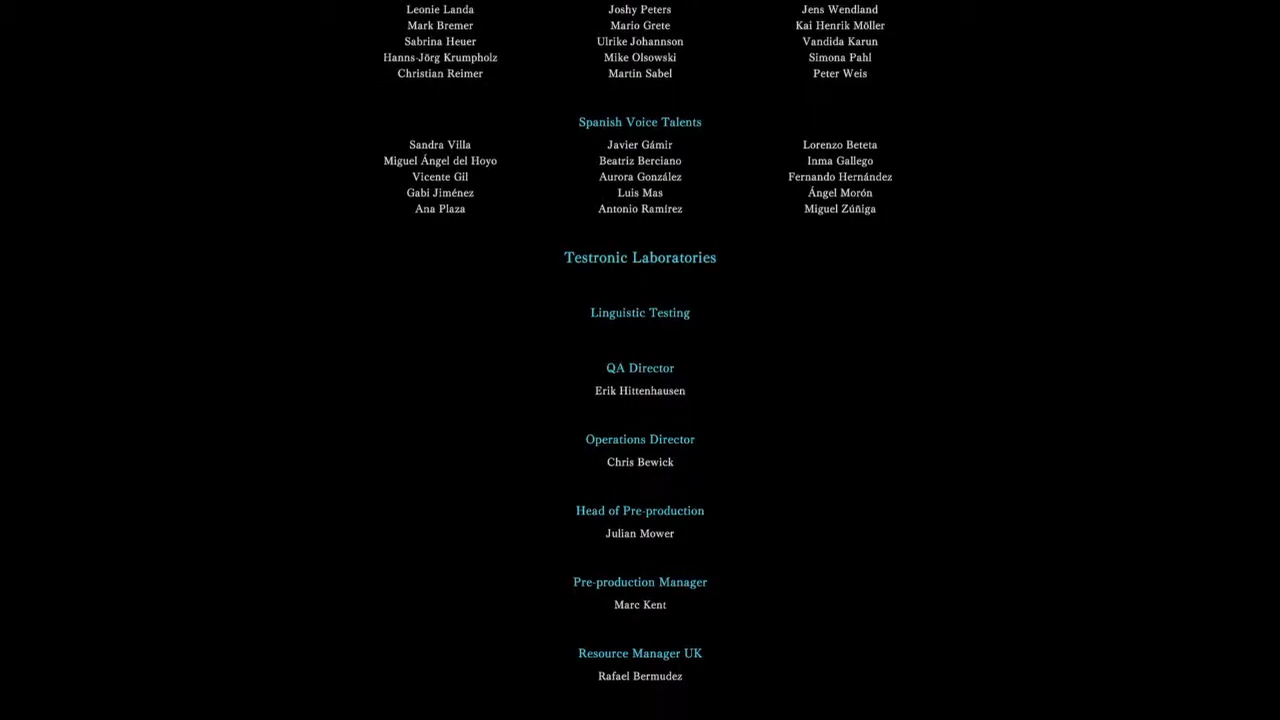 Leonie Landa Joshy Peters Jens Wendland
Mark Bremer Mario Grete Kai Henrik Möller
Sabrina Heuer Ulrike Johannson Vandida Karun
Hanns-Jörg Krumpholz Mike Olsowski Simona Pahl
Christian Reimer Martin Sabel Peter Weis
Spanish Voice Talents
Sandra Villa Javier Gámir Lorenzo Beteta
Miguel Ángel del Hoyo Beatriz Berciano Inma Gallego
Vicente Gil Aurora González Fernando Hernández
Gabi Jiménez Luis Mas Ángel Morón
Ana Plaza Antonio Ramírez Miguel Zúñiga
Testronic Laboratories
Linguistic Testing
QA Director
Erik Hittenhausen
Operations Director
Chris Bewick
Head of Pre-production
Julian Mower
Pre-production Manager
Marc Kent
Resource Manager UK
Rafael Bermudez